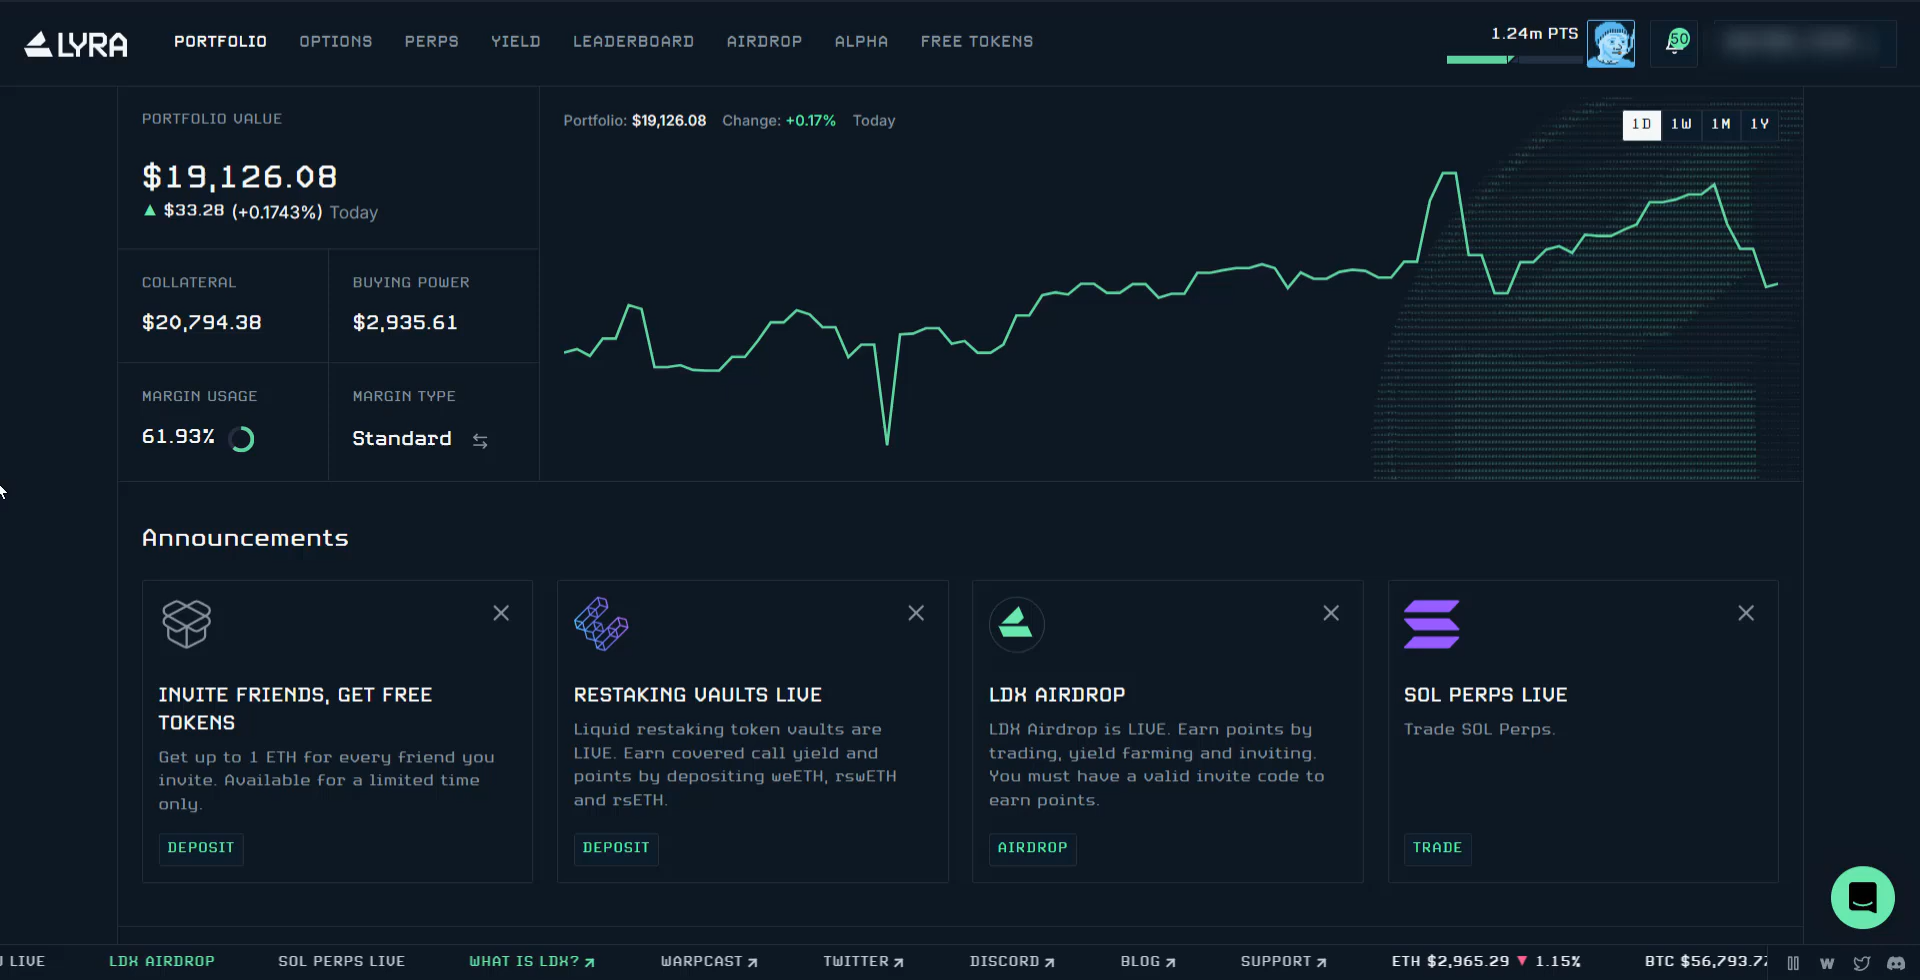 LYRA
PORTFOLIO OPTIONS PERPS YIELD LEADERBOARD AIRDROP ALPHA FREE TOKENS
1.24m PTS
50
PORTFOLIO VALUE
$19,126.08
$33.28 (+0.1743%) Today
COLLATERAL
$20,794.38
BUYING POWER
$2,935.61
MARGIN USAGE
61.93%
MARGIN TYPE
Standard
Portfolio: $19,126.08 Change: +0.17% Today
1D 1W 1M 1Y
Announcements
INVITE FRIENDS, GET FREE
TOKENS
Get up to 1 ETH for every friend you
invite. Available for a limited time
only.
DEPOSIT
RESTAKING VAULTS LIVE
Liquid restaking token vaults are
LIVE. Earn covered call yield and
points by depositing weETH, rswETH
and rsETH.
DEPOSIT
LDX AIRDROP
LDX Airdrop is LIVE. Earn points by
trading, yield farming and inviting.
You must have a valid invite code to
earn points.
AIRDROP
SOL PERPS LIVE
Trade SOL Perps.
TRADE
LIVE LDX AIRDROP SOL PERPS LIVE WHAT IS LDX? WARPCAST TWITTER DISCORD BLOG SUPPORT ETH $2,965.29 ▼ 1.15% BTC $56,793.7